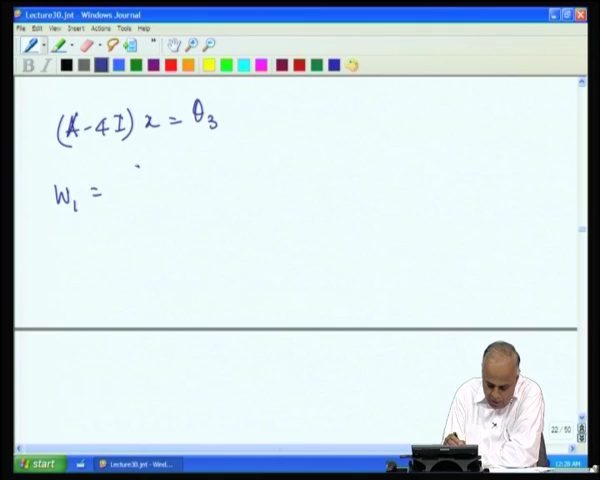 Lecture30.jnt - Windows Journal
File Edit View Insert Actions Tools Help
B I
(A - 4I) x = θ₃
W₁ =
22 / 50
start
Lecture30.jnt - Wind...
12:28 AM